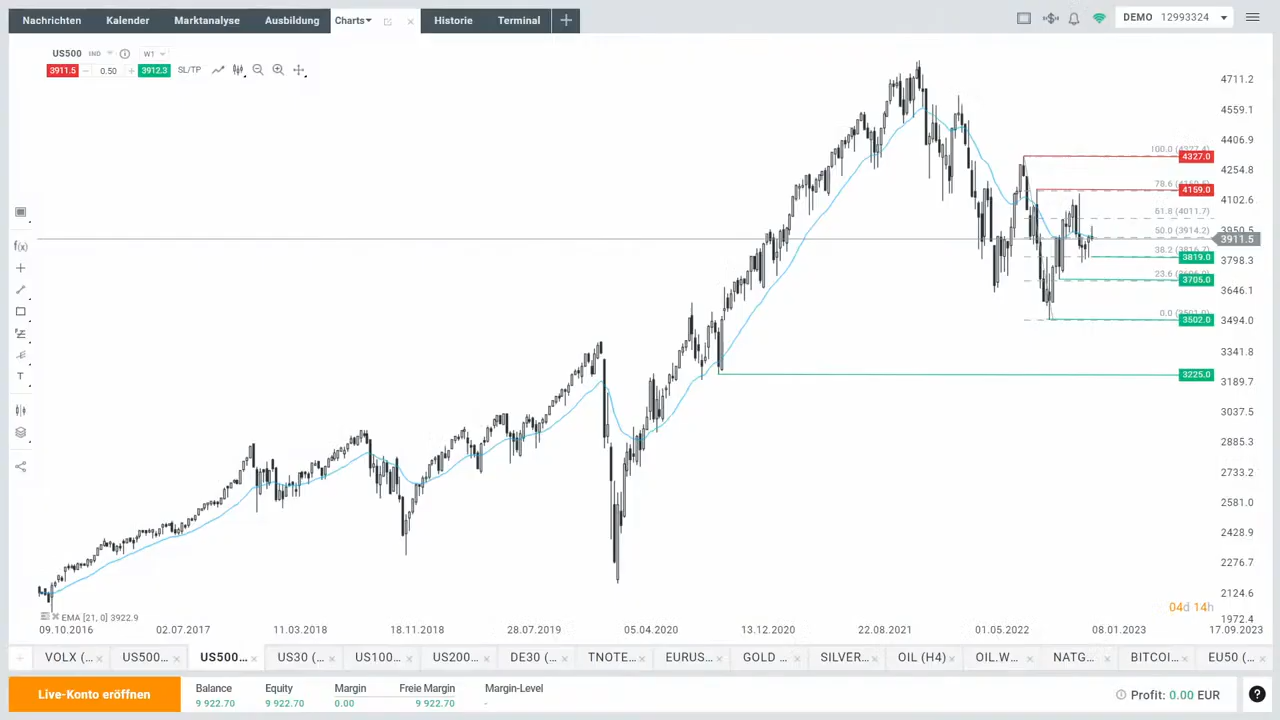 Nachrichten Kalender Marktanalyse Ausbildung Charts Historie Terminal
DEMO 12993324
US500 IND W1
3911.5 0.50 3912.3 SL/TP
4711.2
4559.1
4406.9
100.0 (4327.4)
4327.0
4254.8
78.6
4159.0
4102.6
61.8 (4011.7)
50.0 (3914.2)
3950.5
3911.5
38.2 (3816.7)
3819.0
3798.3
23.6
3705.0
3646.1
0.0
3502.0
3494.0
3341.8
3225.0
3189.7
3037.5
2885.3
2733.2
2581.0
2428.9
2276.7
2124.6
1972.4
f(x)
T
04d 14h
EMA [21, 0] 3922.9
09.10.2016 02.07.2017 11.03.2018 18.11.2018 28.07.2019 05.04.2020 13.12.2020 22.08.2021 01.05.2022 08.01.2023 17.09.2023
VOLX (... US500... US500... US30 (... US100... US200... DE30 (... TNOTE... EURUS... GOLD ... SILVER... OIL (H4) OIL.W... NATG... BITCOI... EU50 (...
Live-Konto eröffnen
Balance Equity Margin Freie Margin Margin-Level
9 922.70 9 922.70 0.00 9 922.70 -
Profit: 0.00 EUR
?